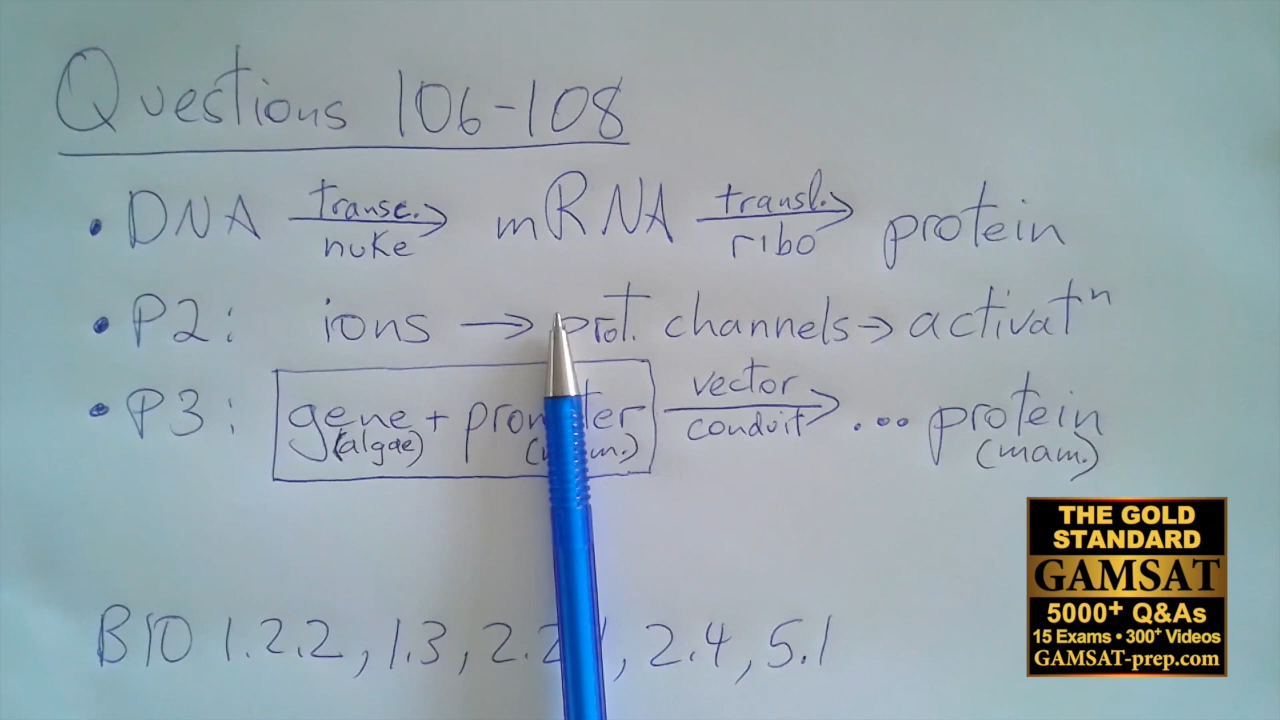 Questions 106-108
• DNA transc. nuke → mRNA transl. ribo → protein
• P2: ions → prot. channels → activatⁿ
• P3: gene (algae) + vector conduit → ... protein (mam.)
BIO 1.2.2, 1.3, 2.4, 5.1
THE GOLD
STANDARD
GAMSAT
5000+ Q&As
15 Exams • 300+ Videos
GAMSAT-prep.com